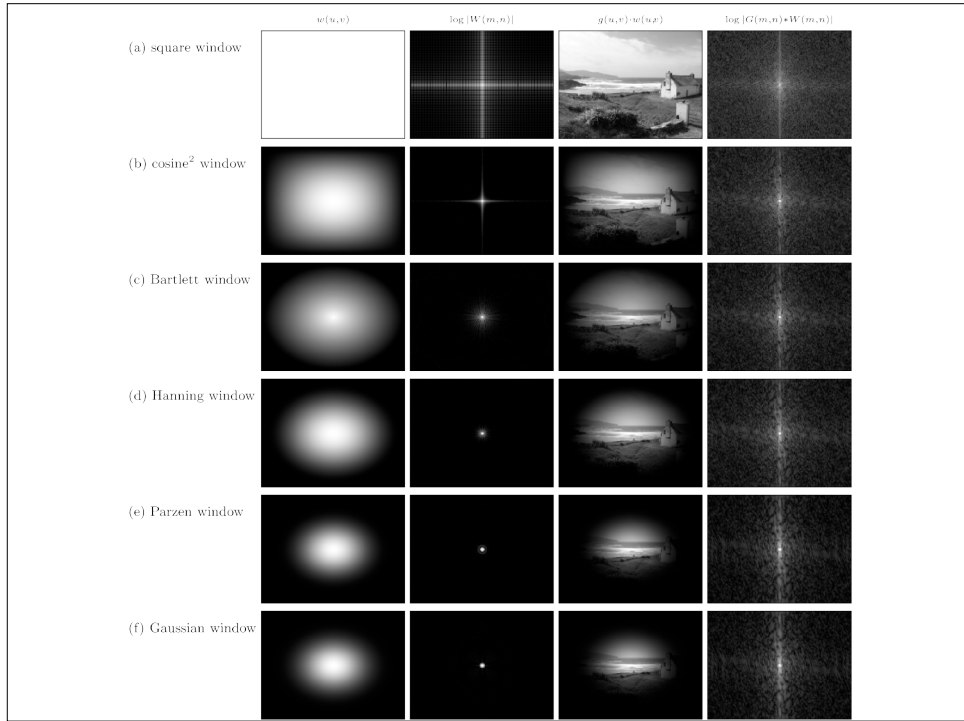 w(u,v) log |W(m,n)| g(u,v)·w(u,v) log |G(m,n)∗W(m,n)|
(a) square window
(b) cosine² window
(c) Bartlett window
(d) Hanning window
(e) Parzen window
(f) Gaussian window